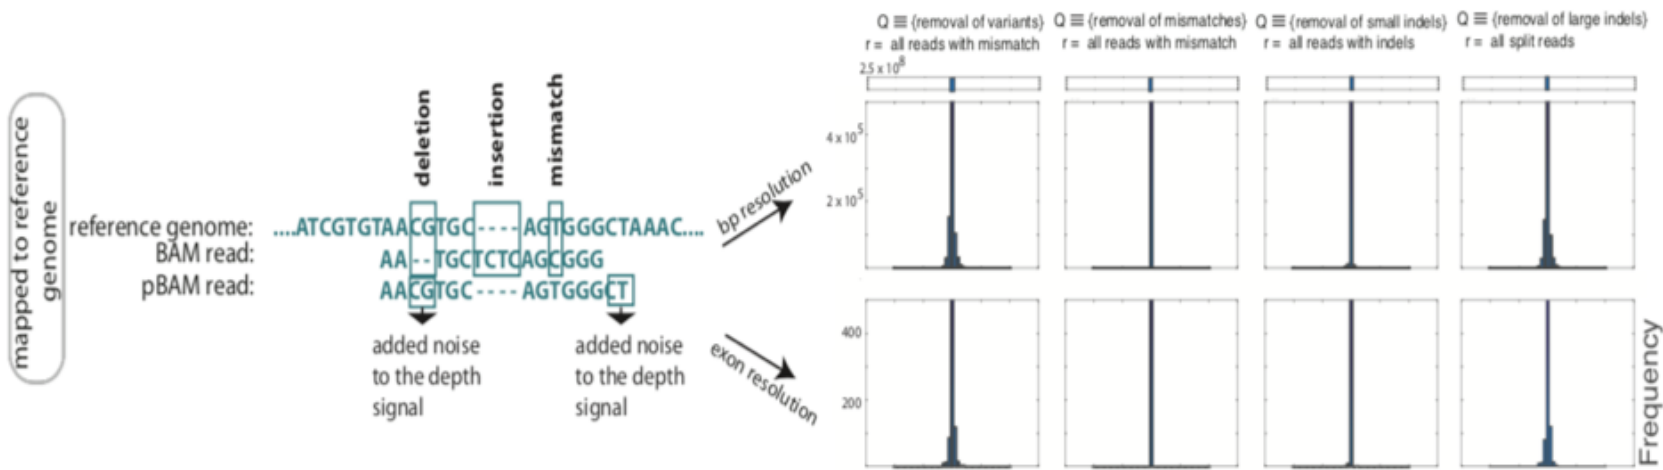 mapped to reference
genome
deletion
insertion
mismatch
reference genome: ....ATCGTGTAACGTGC----AGTGGGCTAAAC....
BAM read: AA--TGCTCTCAGCGGG
pBAM read: AACGTGC----AGTGGGCT
added noise
to the depth
signal
added noise
to the depth
signal
bp resolution
exon resolution
Q ≡ {removal of variants}
r = all reads with mismatch
Q ≡ {removal of mismatches}
r = all reads with mismatch
Q ≡ {removal of small indels}
r = all reads with indels
Q ≡ {removal of large indels}
r = all split reads
2.5 x 10^8
4 x 10^5
2 x 10^5
400
200
Frequency